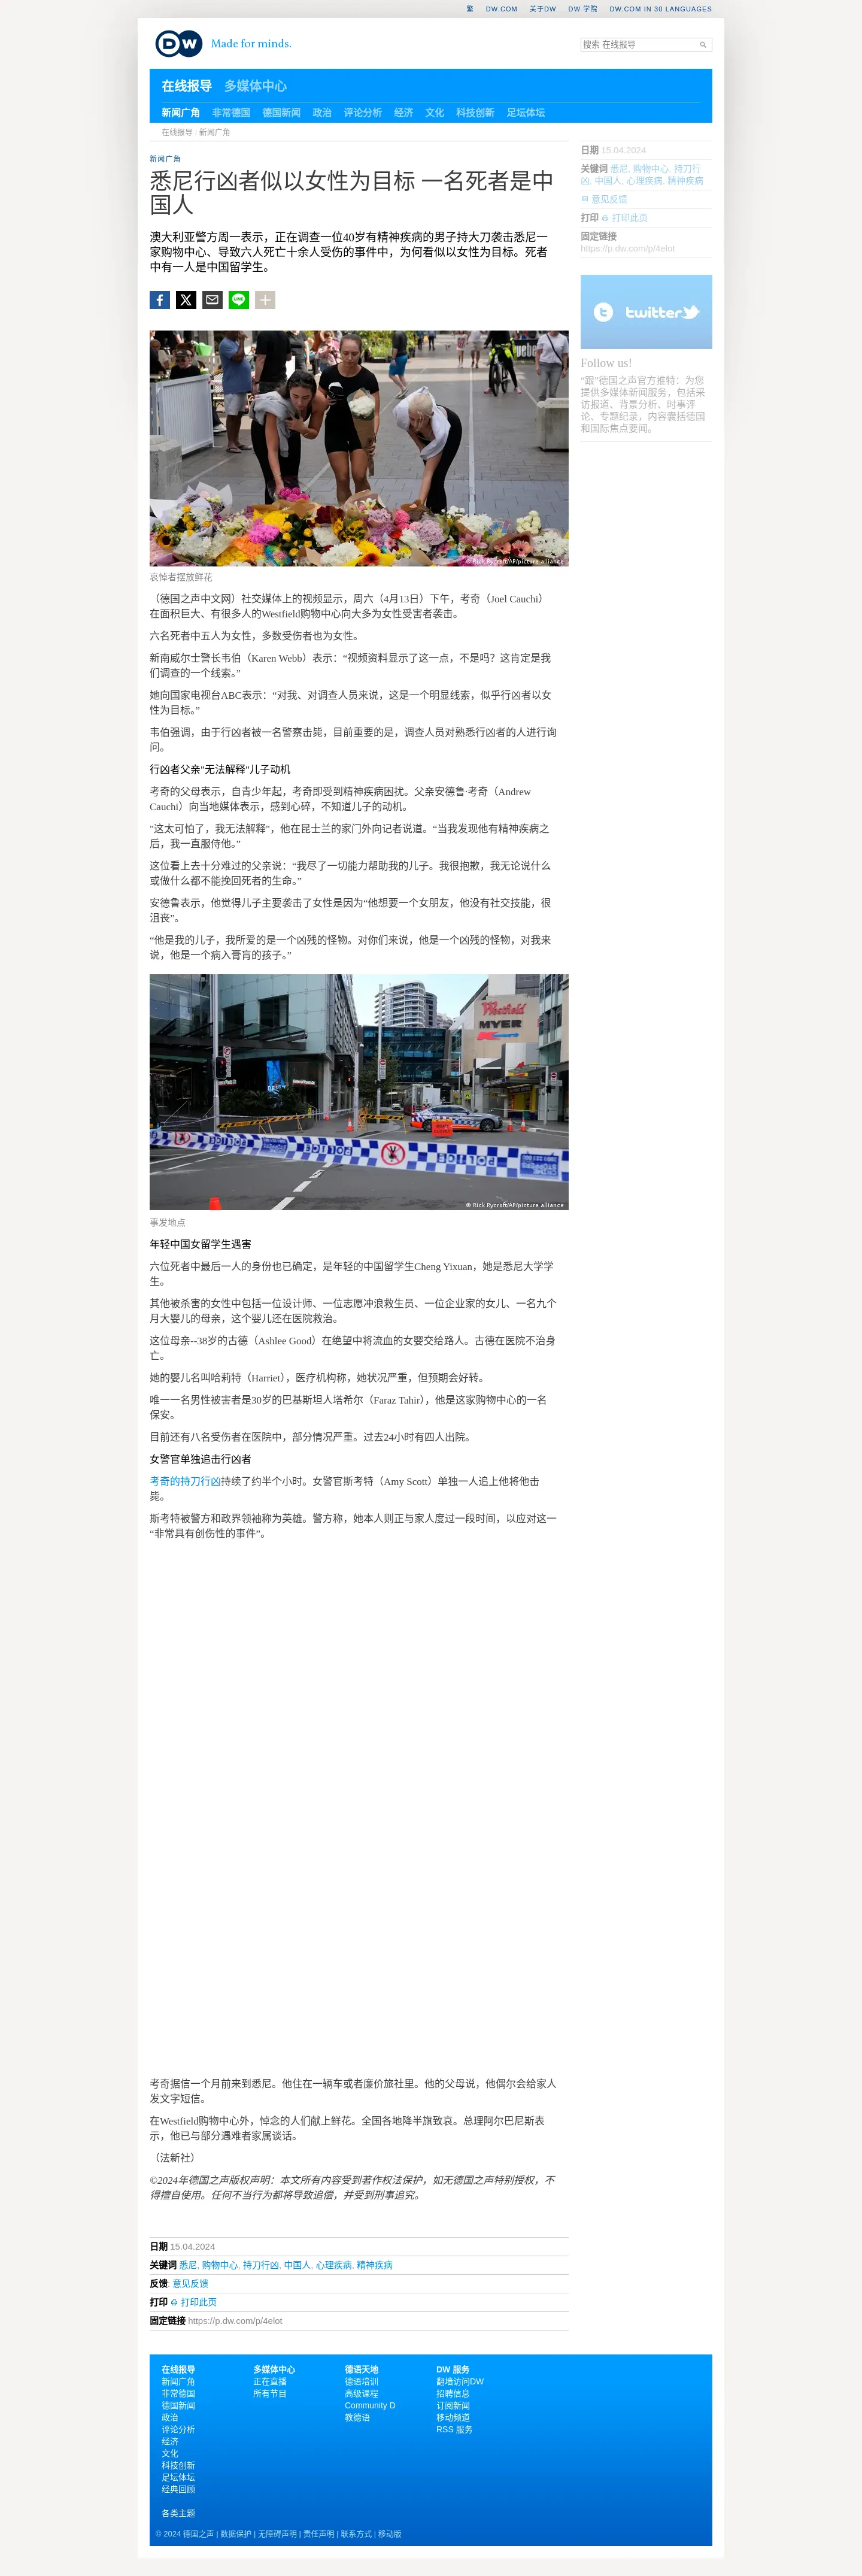 繁 DW.COM 关于DW DW 学院 DW.COM IN 30 LANGUAGES
DW Made for minds.
搜索 在线报导
在线报导 多媒体中心
新闻广角 非常德国 德国新闻 政治 评论分析 经济 文化 科技创新 足坛体坛
在线报导 / 新闻广角
新闻广角
悉尼行凶者似以女性为目标 一名死者是中
国人
澳大利亚警方周一表示，正在调查一位40岁有精神疾病的男子持大刀袭击悉尼一
家购物中心、导致六人死亡十余人受伤的事件中，为何看似以女性为目标。死者
中有一人是中国留学生。
LINE
© Rick Rycroft/AP/picture alliance
哀悼者摆放鲜花
（德国之声中文网）社交媒体上的视频显示，周六（4月13日）下午，考奇（Joel Cauchi）
在面积巨大、有很多人的Westfield购物中心向大多为女性受害者袭击。
六名死者中五人为女性，多数受伤者也为女性。
新南威尔士警长韦伯（Karen Webb）表示：“视频资料显示了这一点，不是吗？这肯定是我
们调查的一个线索。”
她向国家电视台ABC表示：“对我、对调查人员来说，这是一个明显线索，似乎行凶者以女
性为目标。”
韦伯强调，由于行凶者被一名警察击毙，目前重要的是，调查人员对熟悉行凶者的人进行询
问。
行凶者父亲"无法解释"儿子动机
考奇的父母表示，自青少年起，考奇即受到精神疾病困扰。父亲安德鲁·考奇（Andrew
Cauchi）向当地媒体表示，感到心碎，不知道儿子的动机。
"这太可怕了，我无法解释"，他在昆士兰的家门外向记者说道。“当我发现他有精神疾病之
后，我一直服侍他。”
这位看上去十分难过的父亲说：“我尽了一切能力帮助我的儿子。我很抱歉，我无论说什么
或做什么都不能挽回死者的生命。”
安德鲁表示，他觉得儿子主要袭击了女性是因为“他想要一个女朋友，他没有社交技能，很
沮丧”。
“他是我的儿子，我所爱的是一个凶残的怪物。对你们来说，他是一个凶残的怪物，对我来
说，他是一个病入膏肓的孩子。”
Westfield
MYER
Kmart
POLICE
© Rick Rycroft/AP/picture alliance
事发地点
年轻中国女留学生遇害
六位死者中最后一人的身份也已确定，是年轻的中国留学生Cheng Yixuan，她是悉尼大学学
生。
其他被杀害的女性中包括一位设计师、一位志愿冲浪救生员、一位企业家的女儿、一名九个
月大婴儿的母亲，这个婴儿还在医院救治。
这位母亲--38岁的古德（Ashlee Good）在绝望中将流血的女婴交给路人。古德在医院不治身
亡。
她的婴儿名叫哈莉特（Harriet），医疗机构称，她状况严重，但预期会好转。
唯一一名男性被害者是30岁的巴基斯坦人塔希尔（Faraz Tahir），他是这家购物中心的一名
保安。
目前还有八名受伤者在医院中，部分情况严重。过去24小时有四人出院。
女警官单独追击行凶者
考奇的持刀行凶持续了约半个小时。女警官斯考特（Amy Scott）单独一人追上他将他击
毙。
斯考特被警方和政界领袖称为英雄。警方称，她本人则正与家人度过一段时间，以应对这一
“非常具有创伤性的事件”。
考奇据信一个月前来到悉尼。他住在一辆车或者廉价旅社里。他的父母说，他偶尔会给家人
发文字短信。
在Westfield购物中心外，悼念的人们献上鲜花。全国各地降半旗致哀。总理阿尔巴尼斯表
示，他已与部分遇难者家属谈话。
（法新社）
©2024年德国之声版权声明：本文所有内容受到著作权法保护，如无德国之声特别授权，不
得擅自使用。任何不当行为都将导致追偿，并受到刑事追究。
日期 15.04.2024
关键词 悉尼, 购物中心, 持刀行凶, 中国人, 心理疾病, 精神疾病
反馈: 意见反馈
打印 打印此页
固定链接 https://p.dw.com/p/4elot
日期 15.04.2024
关键词 悉尼, 购物中心, 持刀行
凶, 中国人, 心理疾病, 精神疾病
意见反馈
打印 打印此页
固定链接
https://p.dw.com/p/4elot
twitter
Follow us!
“跟”德国之声官方推特：为您
提供多媒体新闻服务，包括采
访报道、背景分析、时事评
论、专题纪录，内容囊括德国
和国际焦点要闻。
在线报导
新闻广角
非常德国
德国新闻
政治
评论分析
经济
文化
科技创新
足坛体坛
经典回顾
各类主题
多媒体中心
正在直播
所有节目
德语天地
德语培训
高级课程
Community D
教德语
DW 服务
翻墙访问DW
招聘信息
订阅新闻
移动频道
RSS 服务
© 2024 德国之声 | 数据保护 | 无障碍声明 | 责任声明 | 联系方式 | 移动版